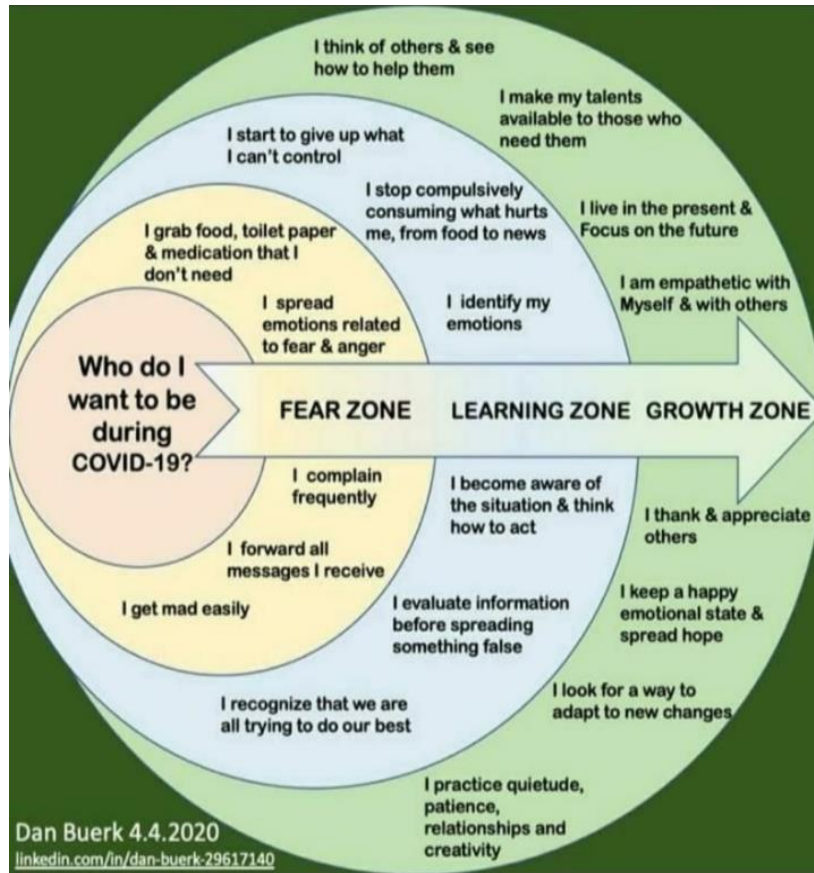 I think of others & see
how to help them
I make my talents
available to those who
need them
I start to give up what
I can't control
I stop compulsively
consuming what hurts
me, from food to news
I live in the present &
Focus on the future
I grab food, toilet paper
& medication that I
don't need
I am empathetic with
Myself & with others
I spread
emotions related
to fear & anger
I identify my
emotions
Who do I
want to be
during
COVID-19?
FEAR ZONE
LEARNING ZONE
GROWTH ZONE
I complain
frequently
I become aware of
the situation & think
how to act
I thank & appreciate
others
I forward all
messages I receive
I get mad easily
I evaluate information
before spreading
something false
I keep a happy
emotional state &
spread hope
I recognize that we are
all trying to do our best
I look for a way to
adapt to new changes
I practice quietude,
patience,
relationships and
creativity
Dan Buerk 4.4.2020
linkedin.com/in/dan-buerk-29617140